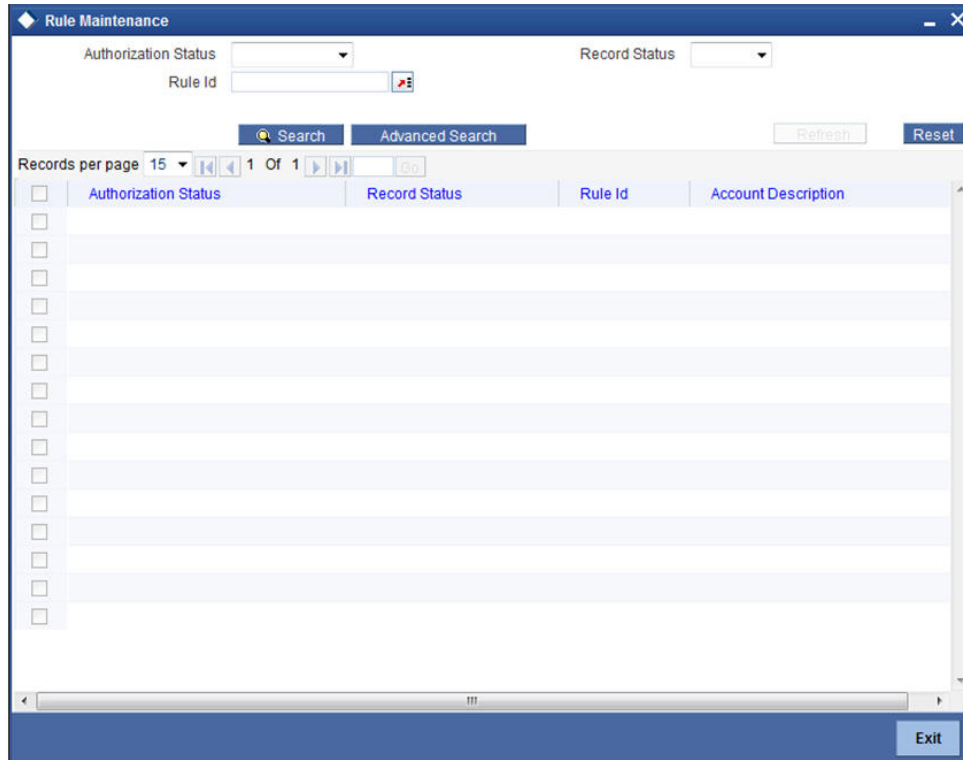 Rule Maintenance
Authorization Status
Record Status
Rule Id
Search
Advanced Search
Refresh
Reset
Records per page 15 1 Of 1 Go
Authorization Status Record Status Rule Id Account Description
Exit